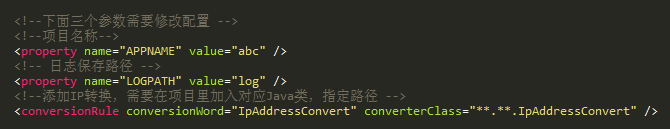 <!--下面三个参数需要修改配置 -->
<!--项目名称-->
<property name="APPNAME" value="abc" />
<!-- 日志保存路径 -->
<property name="LOGPATH" value="log" />
<!--添加IP转换，需要在项目里加入对应Java类，指定路径 -->
<conversionRule conversionWord="IpAddressConvert" converterClass="**.**.IpAddressConvert" />